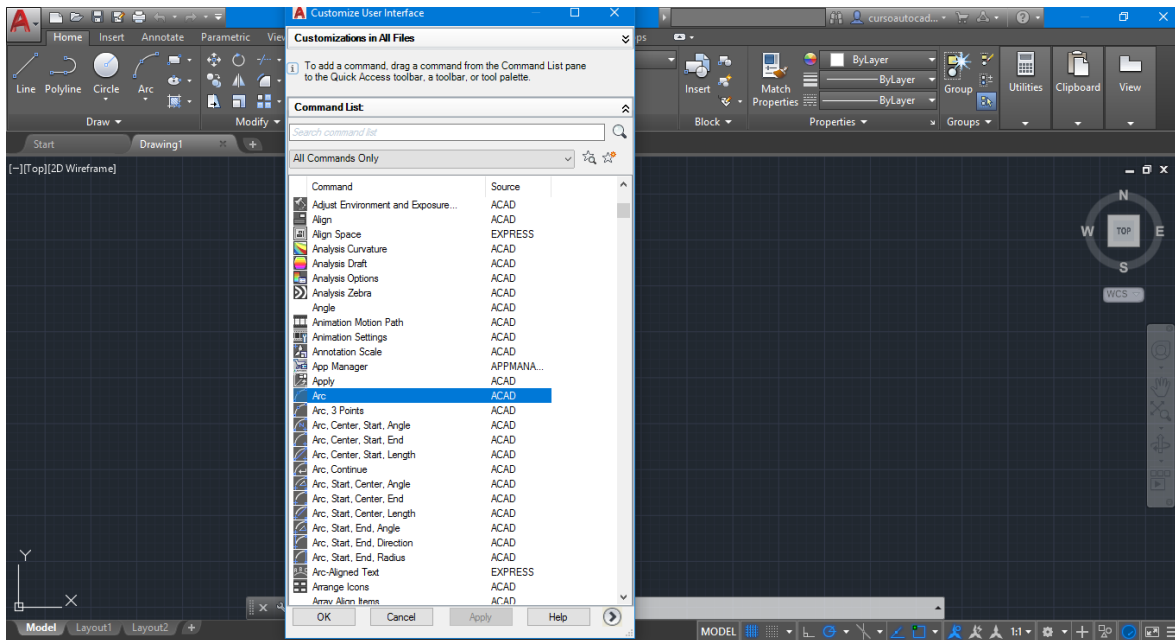 A Customize User Interface
cursoautocad...
Home Insert Annotate Parametric View
Line Polyline Circle Arc
Draw
Modify
Insert
Block
Match
Properties
ByLayer
ByLayer
ByLayer
Properties
Group
Groups
Utilities Clipboard View
Start Drawing1
[-][Top][2D Wireframe]
Customizations in All Files
To add a command, drag a command from the Command List pane
to the Quick Access toolbar, a toolbar, or tool palette.
Command List:
Search command list
All Commands Only
Command Source
Adjust Environment and Exposure... ACAD
Align ACAD
Align Space EXPRESS
Analysis Curvature ACAD
Analysis Draft ACAD
Analysis Options ACAD
Analysis Zebra ACAD
Angle ACAD
Animation Motion Path ACAD
Animation Settings ACAD
Annotation Scale ACAD
App Manager APPMANA...
Apply ACAD
Arc ACAD
Arc, 3 Points ACAD
Arc, Center, Start, Angle ACAD
Arc, Center, Start, End ACAD
Arc, Center, Start, Length ACAD
Arc, Continue ACAD
Arc, Start, Center, Angle ACAD
Arc, Start, Center, End ACAD
Arc, Start, Center, Length ACAD
Arc, Start, End, Angle ACAD
Arc, Start, End, Direction ACAD
Arc, Start, End, Radius ACAD
Arc-Aligned Text EXPRESS
Arrange Icons ACAD
Array Align Items ACAD
OK Cancel Apply Help
N
W TOP E
S
WCS
Y
X
Model Layout1 Layout2 +
MODEL 1:1